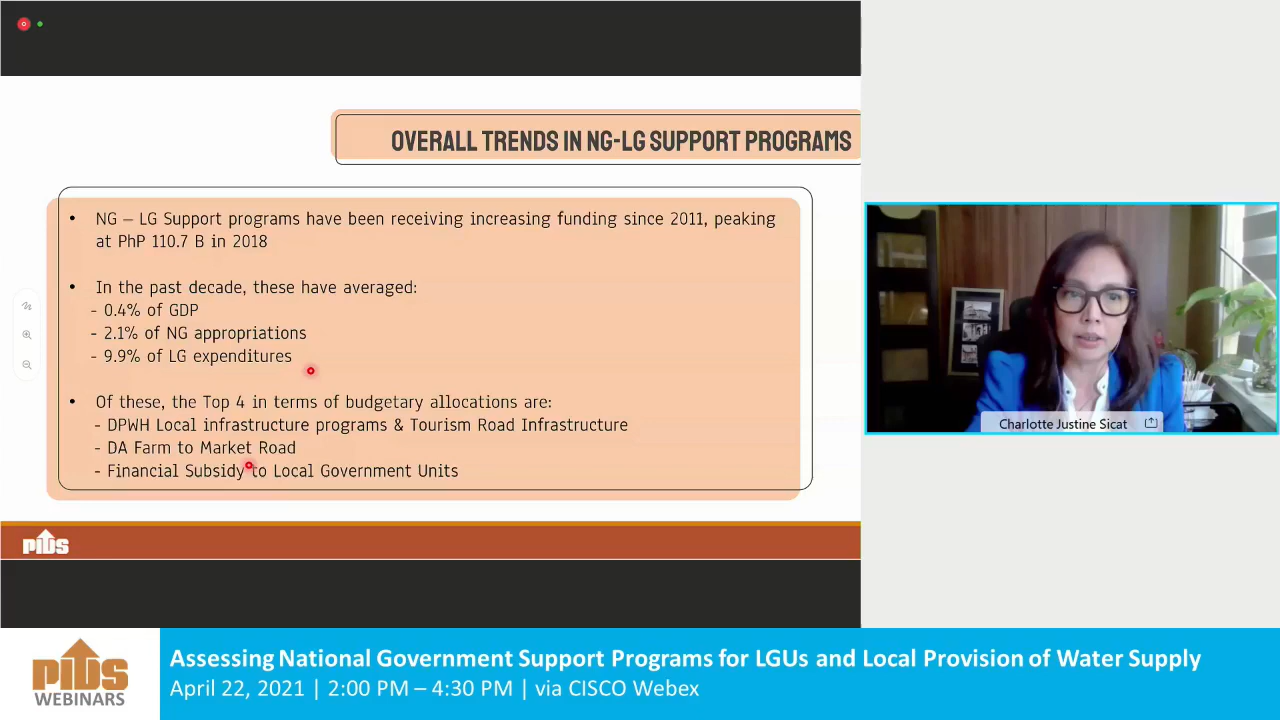 OVERALL TRENDS IN NG-LG SUPPORT PROGRAMS
• NG – LG Support programs have been receiving increasing funding since 2011, peaking
at PhP 110.7 B in 2018
• In the past decade, these have averaged:
- 0.4% of GDP
- 2.1% of NG appropriations
- 9.9% of LG expenditures
• Of these, the Top 4 in terms of budgetary allocations are:
- DPWH Local infrastructure programs & Tourism Road Infrastructure
- DA Farm to Market Road
- Financial Subsidy to Local Government Units
PIDS
Charlotte Justine Sicat
PIDS
WEBINARS
Assessing National Government Support Programs for LGUs and Local Provision of Water Supply
April 22, 2021 | 2:00 PM – 4:30 PM | via CISCO Webex